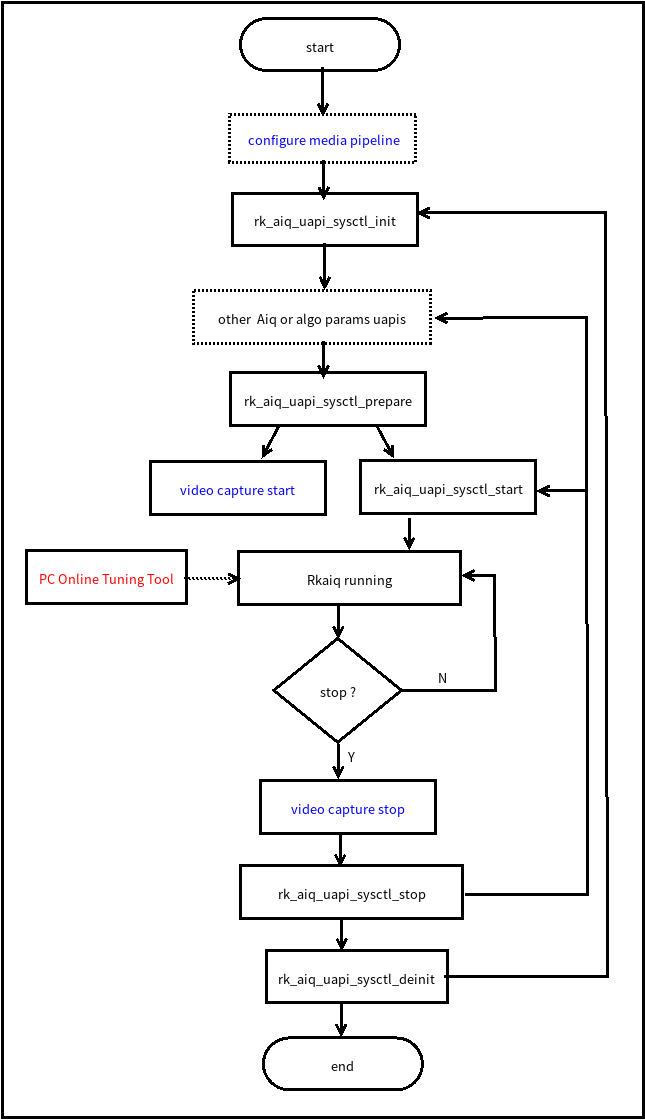 start
configure media pipeline
rk_aiq_uapi_sysctl_init
other Aiq or algo params uapis
rk_aiq_uapi_sysctl_prepare
video capture start
rk_aiq_uapi_sysctl_start
PC Online Tuning Tool
Rkaiq running
stop ?
N
Y
video capture stop
rk_aiq_uapi_sysctl_stop
rk_aiq_uapi_sysctl_deinit
end